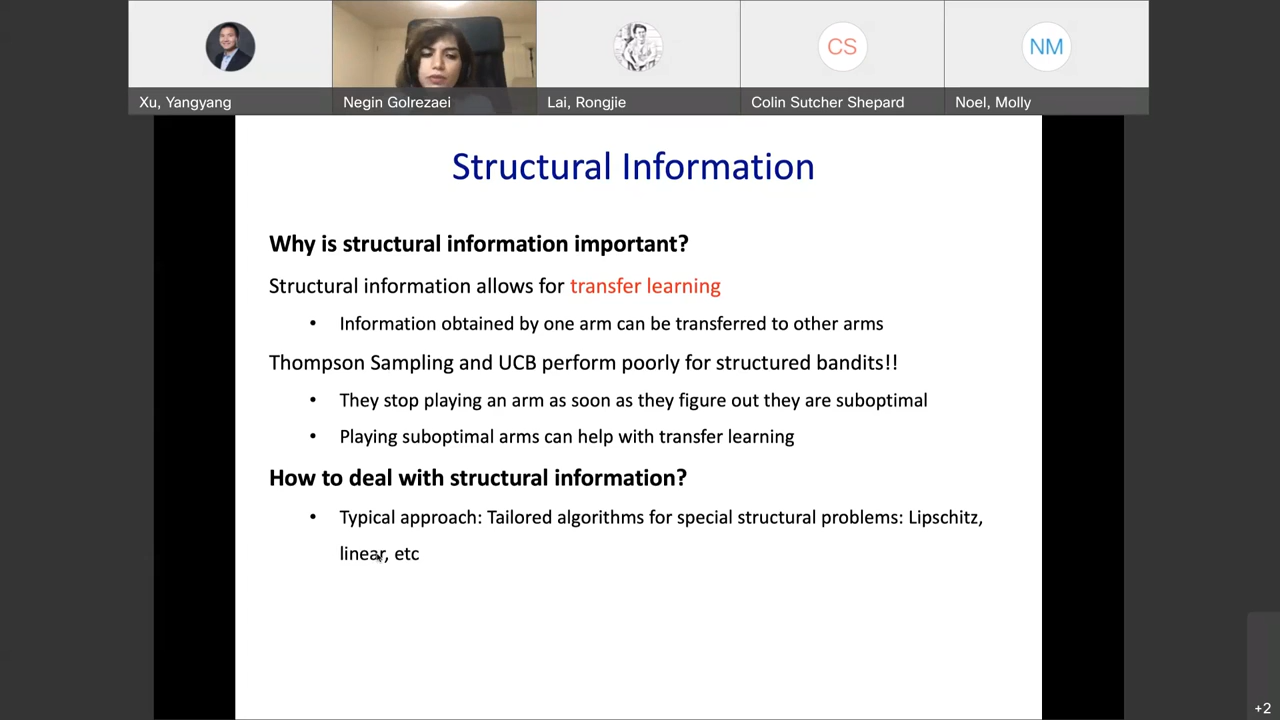 CS
NM
Xu, Yangyang
Negin Golrezaei
Lai, Rongjie
Colin Sutcher Shepard
Noel, Molly
Structural Information
Why is structural information important?
Structural information allows for transfer learning
• Information obtained by one arm can be transferred to other arms
Thompson Sampling and UCB perform poorly for structured bandits!!
• They stop playing an arm as soon as they figure out they are suboptimal
• Playing suboptimal arms can help with transfer learning
How to deal with structural information?
• Typical approach: Tailored algorithms for special structural problems: Lipschitz,
linear, etc
+2